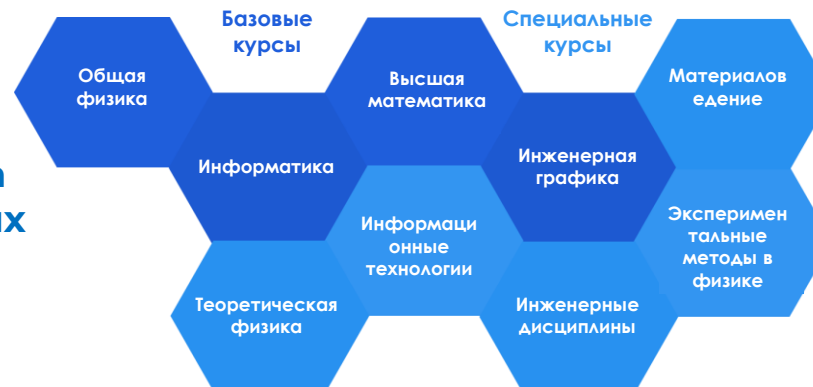 Базовые
курсы
Специальные
курсы
Общая
физика
Высшая
математика
Материалов
едение
Информатика
Инженерная
графика
Информаци
онные
технологии
Эксперимен
тальные
методы в
физике
Теоретическая
физика
Инженерные
дисциплины